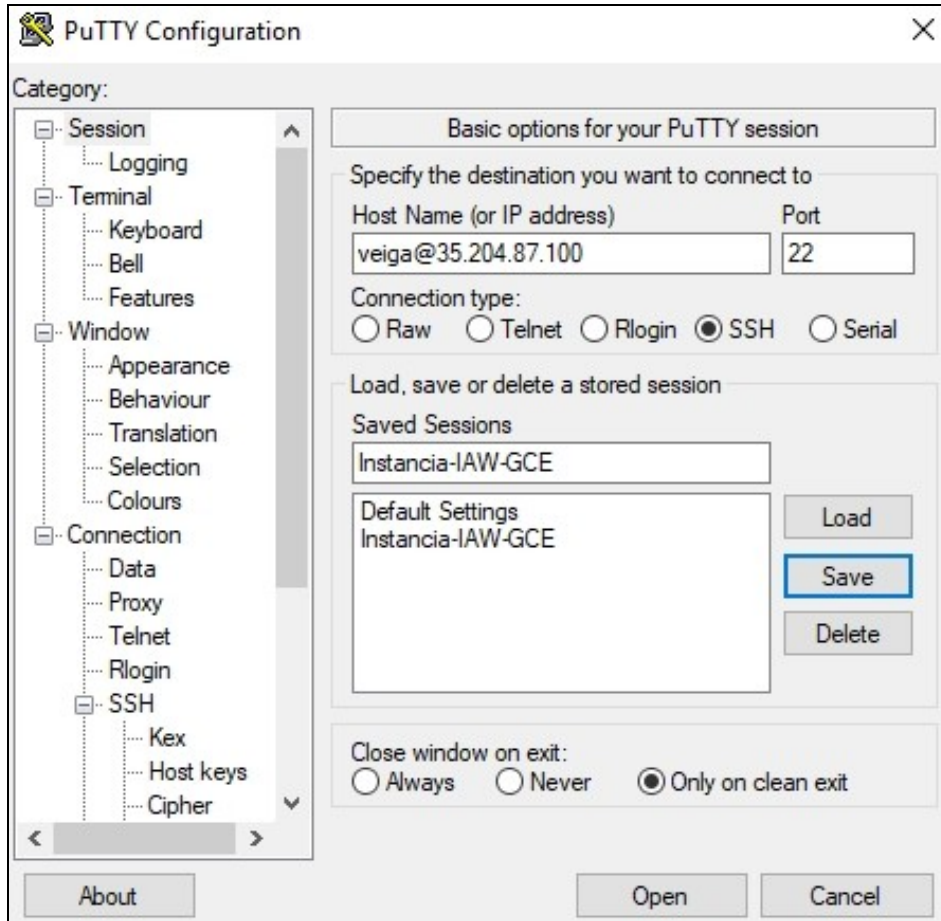 PuTTY Configuration
Category:
Session
Logging
Terminal
Keyboard
Bell
Features
Window
Appearance
Behaviour
Translation
Selection
Colours
Connection
Data
Proxy
Telnet
Rlogin
SSH
Kex
Host keys
Cipher
Basic options for your PuTTY session
Specify the destination you want to connect to
Host Name (or IP address) Port
veiga@35.204.87.100 22
Connection type:
Raw Telnet Rlogin SSH Serial
Load, save or delete a stored session
Saved Sessions
Instancia-IAW-GCE
Default Settings
Instancia-IAW-GCE
Load
Save
Delete
Close window on exit:
Always Never Only on clean exit
About Open Cancel